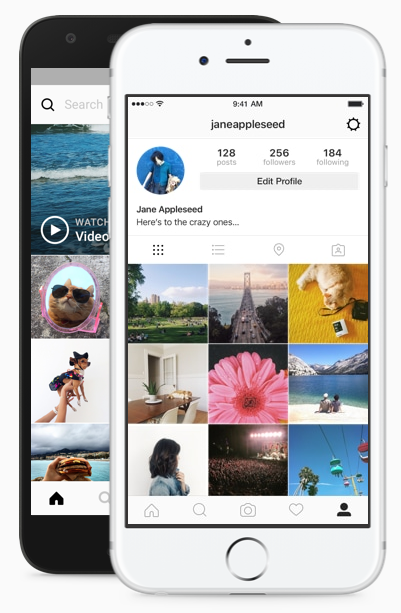 Search
WATCH
Video
9:41 AM
janeappleseed
128
posts
256
followers
184
following
Edit Profile
Jane Appleseed
Here's to the crazy ones...